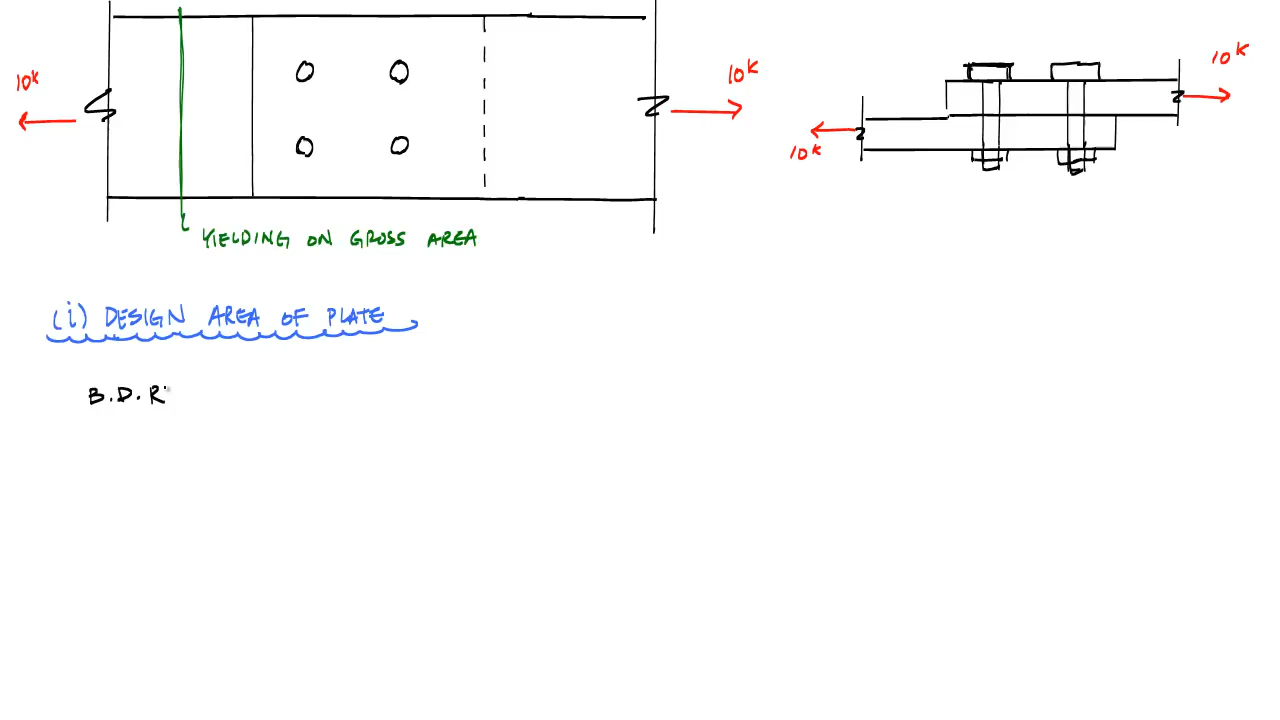 10K
10K
10K
10K
YIELDING ON GROSS AREA
(i) DESIGN AREA OF PLATE
B.D.R